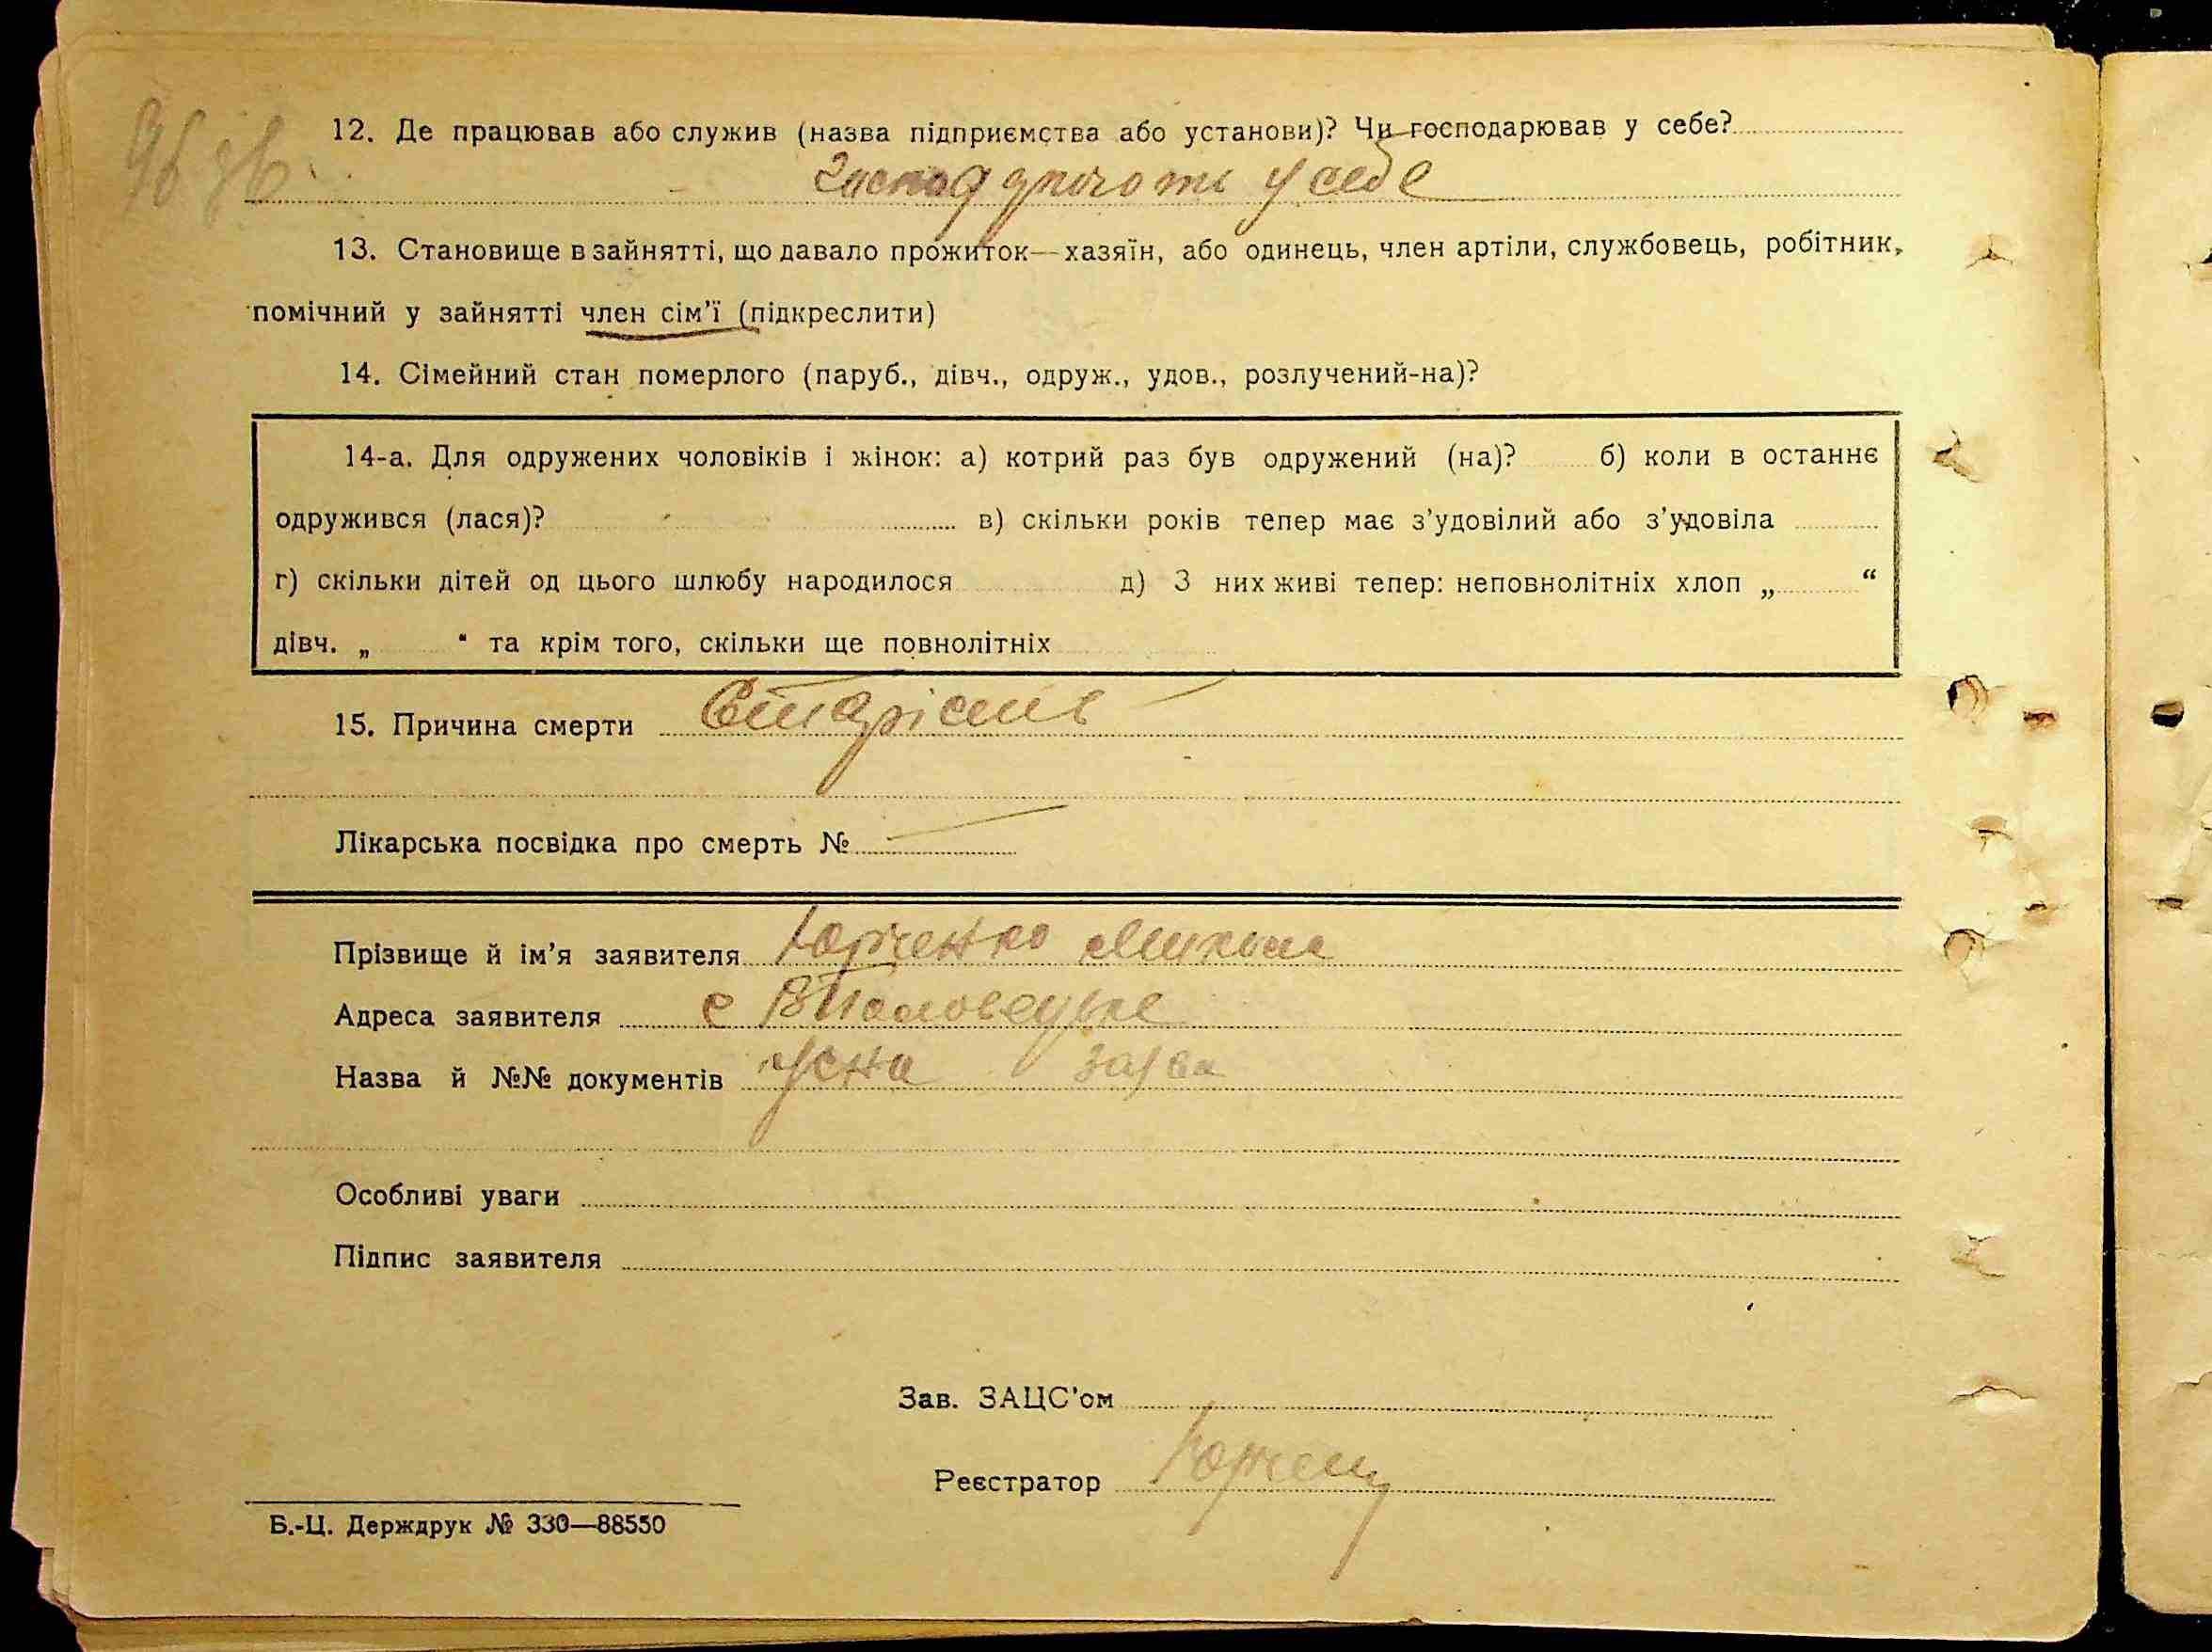 96 зв.
12. Де працював або служив (назва підприємства або установи)? Чи господарював у себе?
у себе
13. Становище в зайнятті, що давало прожиток—хазяїн, або одинець, член артіли, службовець, робітник,
помічний у зайнятті член сім'ї (підкреслити)
14. Сімейний стан померлого (паруб., дівч., одруж., удов., розлучений-на)?
14-а. Для одружених чоловіків і жінок: а) котрий раз був одружений (на)? б) коли в останнє
одружився (лася)? в) скільки років тепер має з'удовілий або з'удовіла
г) скільки дітей од цього шлюбу народилося д) З них живі тепер: неповнолітніх хлоп „ “
дівч. „ “ та крім того, скільки ще повнолітніх
15. Причина смерти Старість
Лікарська посвідка про смерть №
Прізвище й ім'я заявителя Юрченко Микола
Адреса заявителя с В Половецьке
Назва й №№ документів Усна заява
Особливі уваги
Підпис заявителя
Зав. ЗАЦС'ом
Реєстратор
Б.-Ц. Держдрук № 330—88550